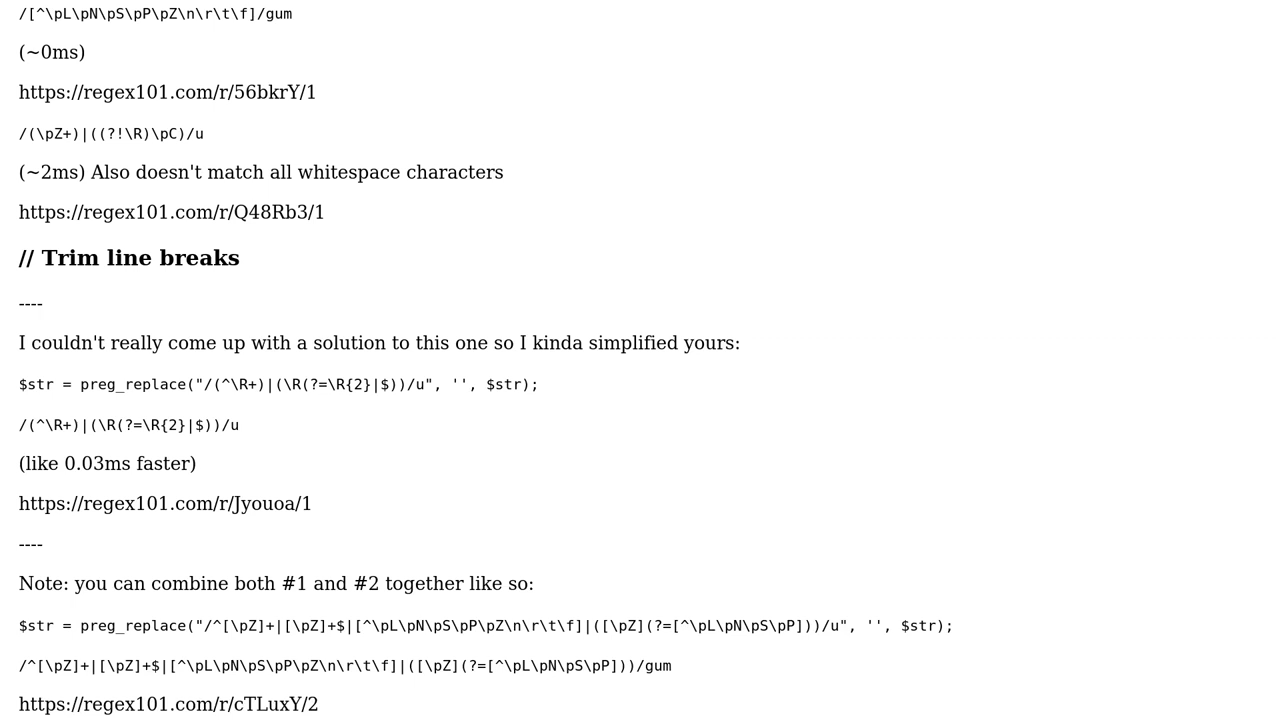 /[^\pL\pN\pS\pP\pZ\n\r\t\f]/gum
(~0ms)
https://regex101.com/r/56bkrY/1
/(\pZ+)|((?!\R)\pC)/u
(~2ms) Also doesn't match all whitespace characters
https://regex101.com/r/Q48Rb3/1
// Trim line breaks
----
I couldn't really come up with a solution to this one so I kinda simplified yours:
$str = preg_replace("/(^\R+)|(\R(?=\R{2}|$))/u", '', $str);
/(^\R+)|(\R(?=\R{2}|$))/u
(like 0.03ms faster)
https://regex101.com/r/Jyouoa/1
----
Note: you can combine both #1 and #2 together like so:
$str = preg_replace("/^[\pZ]+|[\pZ]+$|[^\pL\pN\pS\pP\pZ\n\r\t\f]|([\pZ](?=[^\pL\pN\pS\pP]))/u", '', $str);
/^[\pZ]+|[\pZ]+$|[^\pL\pN\pS\pP\pZ\n\r\t\f]|([\pZ](?=[^\pL\pN\pS\pP]))/gum
https://regex101.com/r/cTLuxY/2